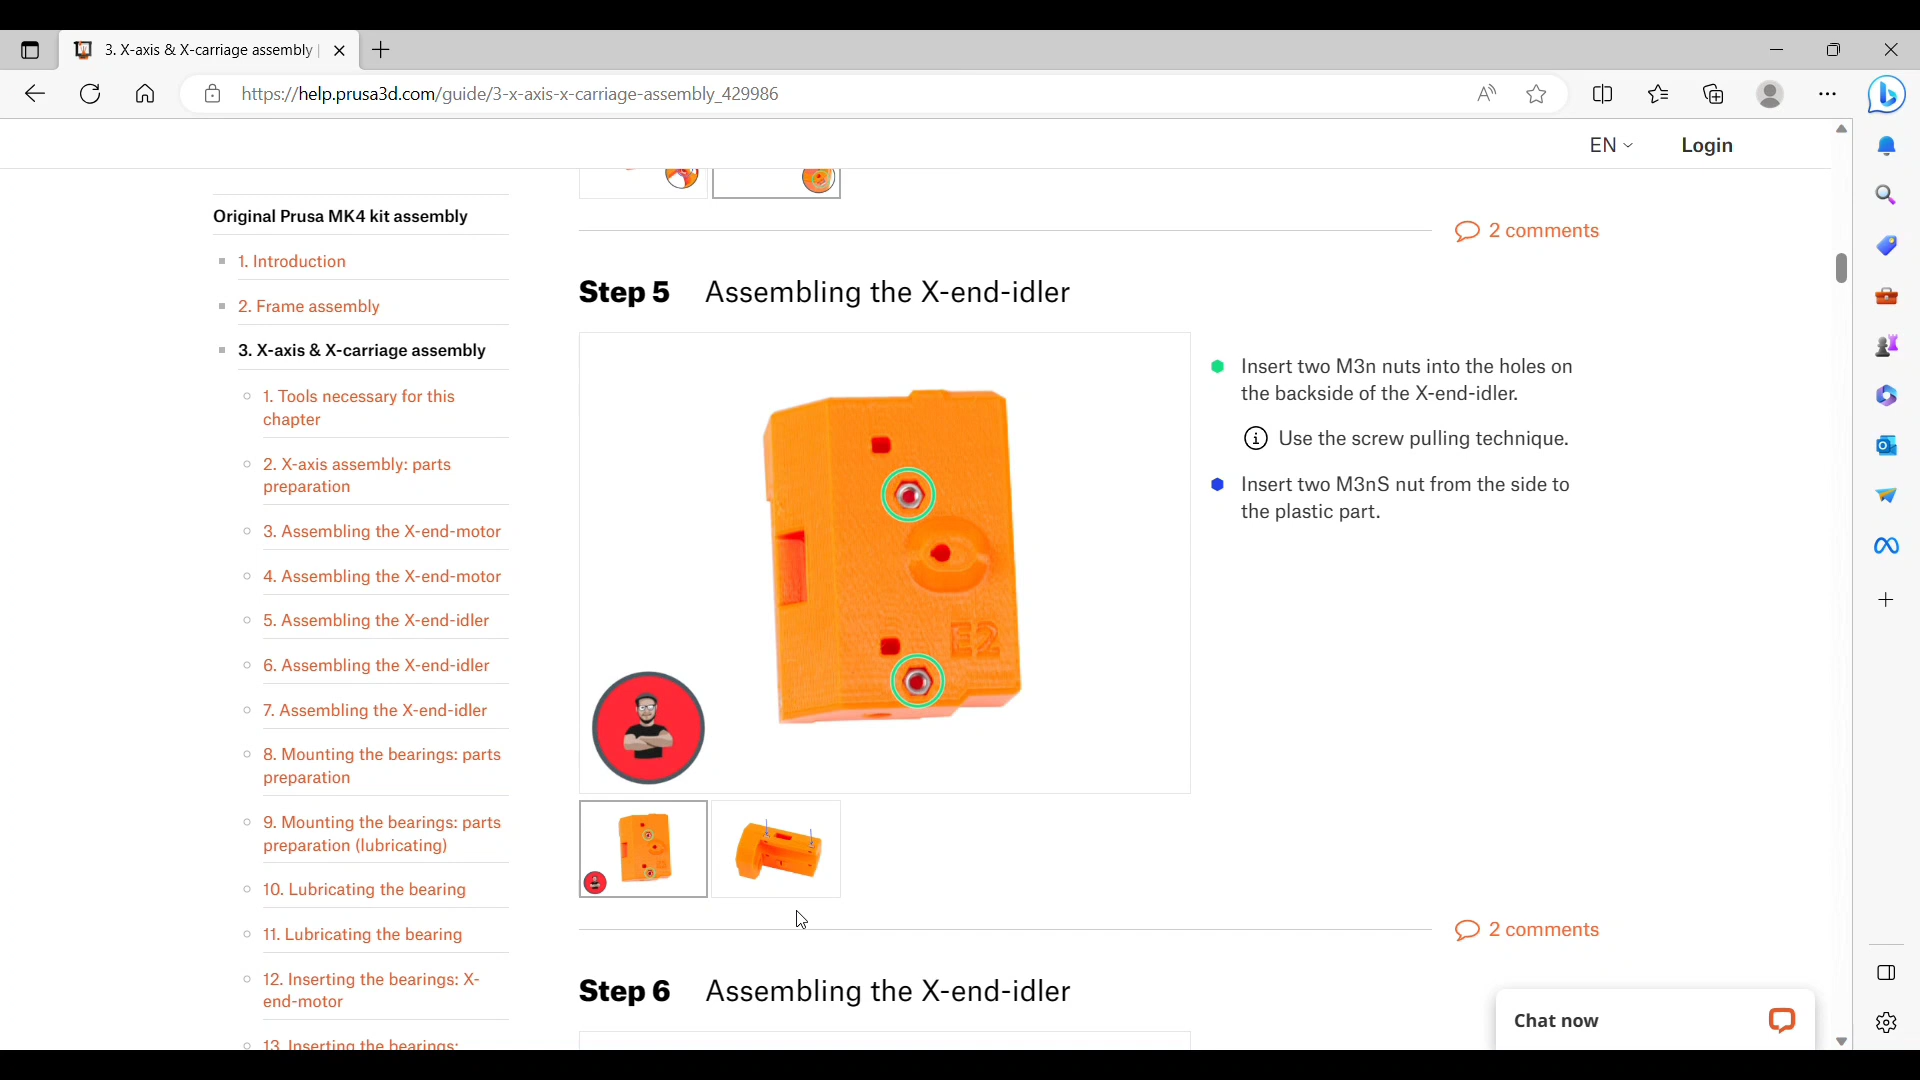 3. X-axis & X-carriage assembly |
https://help.prusa3d.com/guide/3-x-axis-x-carriage-assembly_429986
EN
Login
Original Prusa MK4 kit assembly
1. Introduction
2. Frame assembly
3. X-axis & X-carriage assembly
1. Tools necessary for this
chapter
2. X-axis assembly: parts
preparation
3. Assembling the X-end-motor
4. Assembling the X-end-motor
5. Assembling the X-end-idler
6. Assembling the X-end-idler
7. Assembling the X-end-idler
8. Mounting the bearings: parts
preparation
9. Mounting the bearings: parts
preparation (lubricating)
10. Lubricating the bearing
11. Lubricating the bearing
12. Inserting the bearings: X-
end-motor
13. Inserting the bearings:
2 comments
Step 5 Assembling the X-end-idler
E2
Insert two M3n nuts into the holes on
the backside of the X-end-idler.
Use the screw pulling technique.
Insert two M3nS nut from the side to
the plastic part.
2 comments
Step 6 Assembling the X-end-idler
Chat now